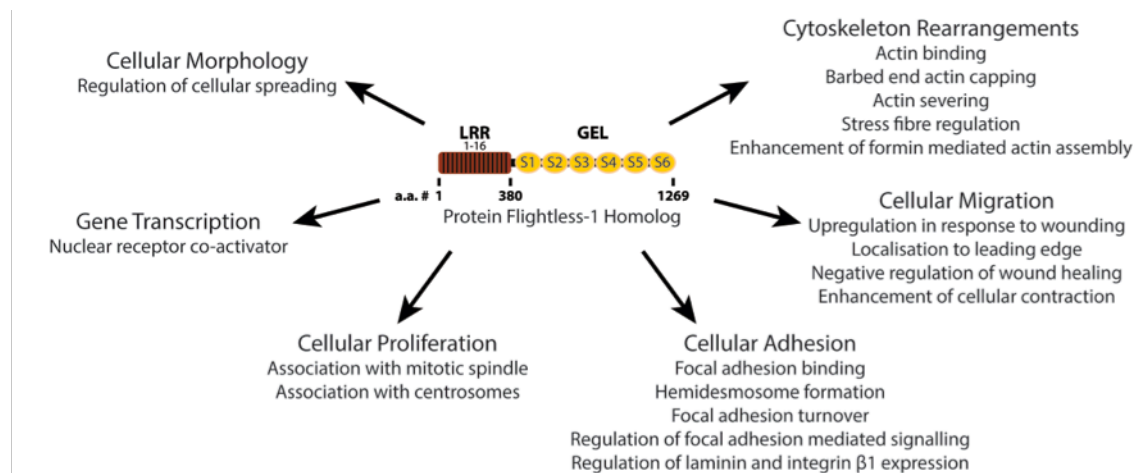 Cellular Morphology
Regulation of cellular spreading
Cytoskeleton Rearrangements
Actin binding
Barbed end actin capping
Actin severing
Stress fibre regulation
Enhancement of formin mediated actin assembly
LRR
1-16
GEL
S1 S2 S3 S4 S5 S6
a.a. # 1 380 1269
Protein Flightless-1 Homolog
Gene Transcription
Nuclear receptor co-activator
Cellular Migration
Upregulation in response to wounding
Localisation to leading edge
Negative regulation of wound healing
Enhancement of cellular contraction
Cellular Proliferation
Association with mitotic spindle
Association with centrosomes
Cellular Adhesion
Focal adhesion binding
Hemidesmosome formation
Focal adhesion turnover
Regulation of focal adhesion mediated signalling
Regulation of laminin and integrin β1 expression